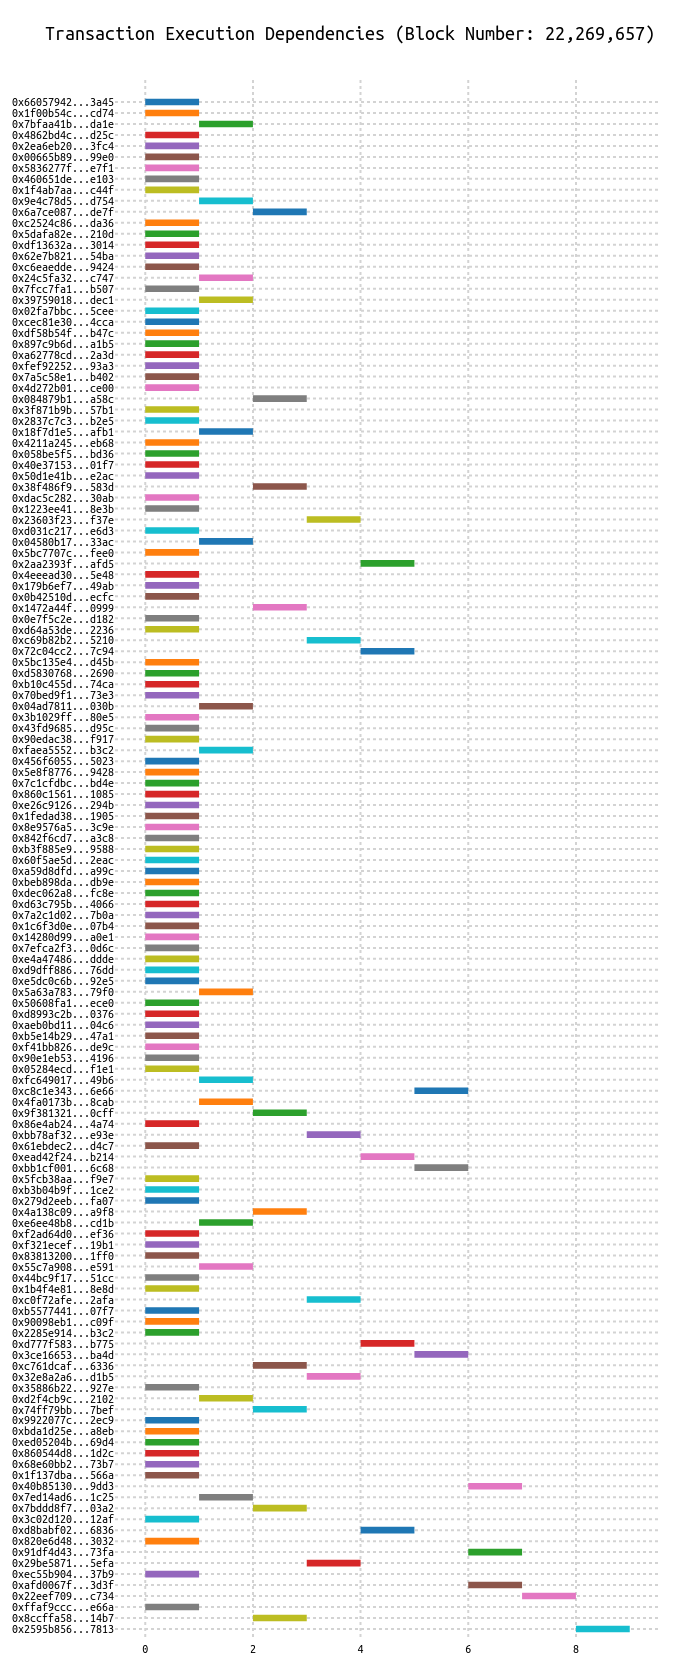 Transaction Execution Dependencies (Block Number: 22,269,657)
0x66057942...3a45
0x1f00b54c...cd74
0x7bfaa41b...da1e
0x4862bd4c...d25c
0x2ea6eb20...3fc4
0x00665b89...99e0
0x5836277f...e7f1
0x460651de...e103
0x1f4ab7aa...c44f
0x9e4c78d5...d754
0x6a7ce087...de7f
0xc2524c86...da36
0x5dafa82e...210d
0xdf13632a...3014
0x62e7b821...54ba
0xc6eaedde...9424
0x24c5fa32...c747
0x7fcc7fa1...b507
0x39759018...dec1
0x02fa7bbc...5cee
0xcec81e30...4cca
0xdf58b54f...b47c
0x897c9b6d...a1b5
0xa62778cd...2a3d
0xfef92252...93a3
0x7a5c58e1...b402
0x4d272b01...ce00
0x084879b1...a58c
0x3f871b9b...57b1
0x2837c7c3...b2e5
0x18f7d1e5...afb1
0x4211a245...eb68
0x058be5f5...bd36
0x40e37153...01f7
0x50d1e41b...e2ac
0x38f486f9...583d
0xdac5c282...30ab
0x1223ee41...8e3b
0x23603f23...f37e
0xd031c217...e6d3
0x04580b17...33ac
0x5bc7707c...fee0
0x2aa2393f...afd5
0x4eeead30...5e48
0x179b6ef7...49ab
0x0b42510d...ecfc
0x1472a44f...0999
0x0e7f5c2e...d182
0xd64a53de...2236
0xc69b82b2...5210
0x72c04cc2...7c94
0x5bc135e4...d45b
0xd5830768...2690
0xb10c455d...74ca
0x70bed9f1...73e3
0x04ad7811...030b
0x3b1029ff...80e5
0x43fd9685...d95c
0x90edac38...f917
0xfaea5552...b3c2
0x456f6055...5023
0x5e8f8776...9428
0x7c1cfdbc...bd4e
0x860c1561...1085
0xe26c9126...294b
0x1fedad38...1905
0x8e9576a5...3c9e
0x842f6cd7...a3c8
0xb3f885e9...9588
0x60f5ae5d...2eac
0xa59d8dfd...a99c
0xbeb898da...db9e
0xdec062a8...fc8e
0xd63c795b...4066
0x7a2c1d02...7b0a
0x1c6f3d0e...07b4
0x14280d99...a0e1
0x7efca2f3...0d6c
0xe4a47486...ddde
0xd9dff886...76dd
0xe5dc0c6b...92e5
0x5a63a783...79f0
0x50608fa1...ece0
0xd8993c2b...0376
0xaeb0bd11...04c6
0xb5e14b29...47a1
0xf41bb826...de9c
0x90e1eb53...4196
0x05284ecd...f1e1
0xfc649017...49b6
0xc8c1e343...6e66
0x4fa0173b...8cab
0x9f381321...0cff
0x86e4ab24...4a74
0xbb78af32...e93e
0x61ebdec2...d4c7
0xead42f24...b214
0xbb1cf001...6c68
0x5fcb38aa...f9e7
0xb3b04b9f...1ce2
0x279d2eeb...fa07
0x4a138c09...a9f8
0xe6ee48b8...cd1b
0xf2ad64d0...ef36
0xf321ecef...19b1
0x83813200...1ff0
0x55c7a908...e591
0x44bc9f17...51cc
0x1b4f4e81...8e8d
0xc0f72afe...2afa
0xb5577441...07f7
0x90098eb1...c09f
0x2285e914...b3c2
0xd777f583...b775
0x3ce16653...ba4d
0xc761dcaf...6336
0x32e8a2a6...d1b5
0x35886b22...927e
0xd2f4cb9c...2102
0x74ff79bb...7bef
0x9922077c...2ec9
0xbda1d25e...a8eb
0xed05204b...69d4
0x860544d8...1d2c
0x68e60bb2...73b7
0x1f137dba...566a
0x40b85130...9dd3
0x7ed14ad6...1c25
0x7bddd8f7...03a2
0x3c02d120...12af
0xd8babf02...6836
0x820e6d48...3032
0x91df4d43...73fa
0x29be5871...5efa
0xec55b904...37b9
0xafd0067f...3d3f
0x22eef709...c734
0xffaf9ccc...e66a
0x8ccffa58...14b7
0x2595b856...7813
0 2 4 6 8